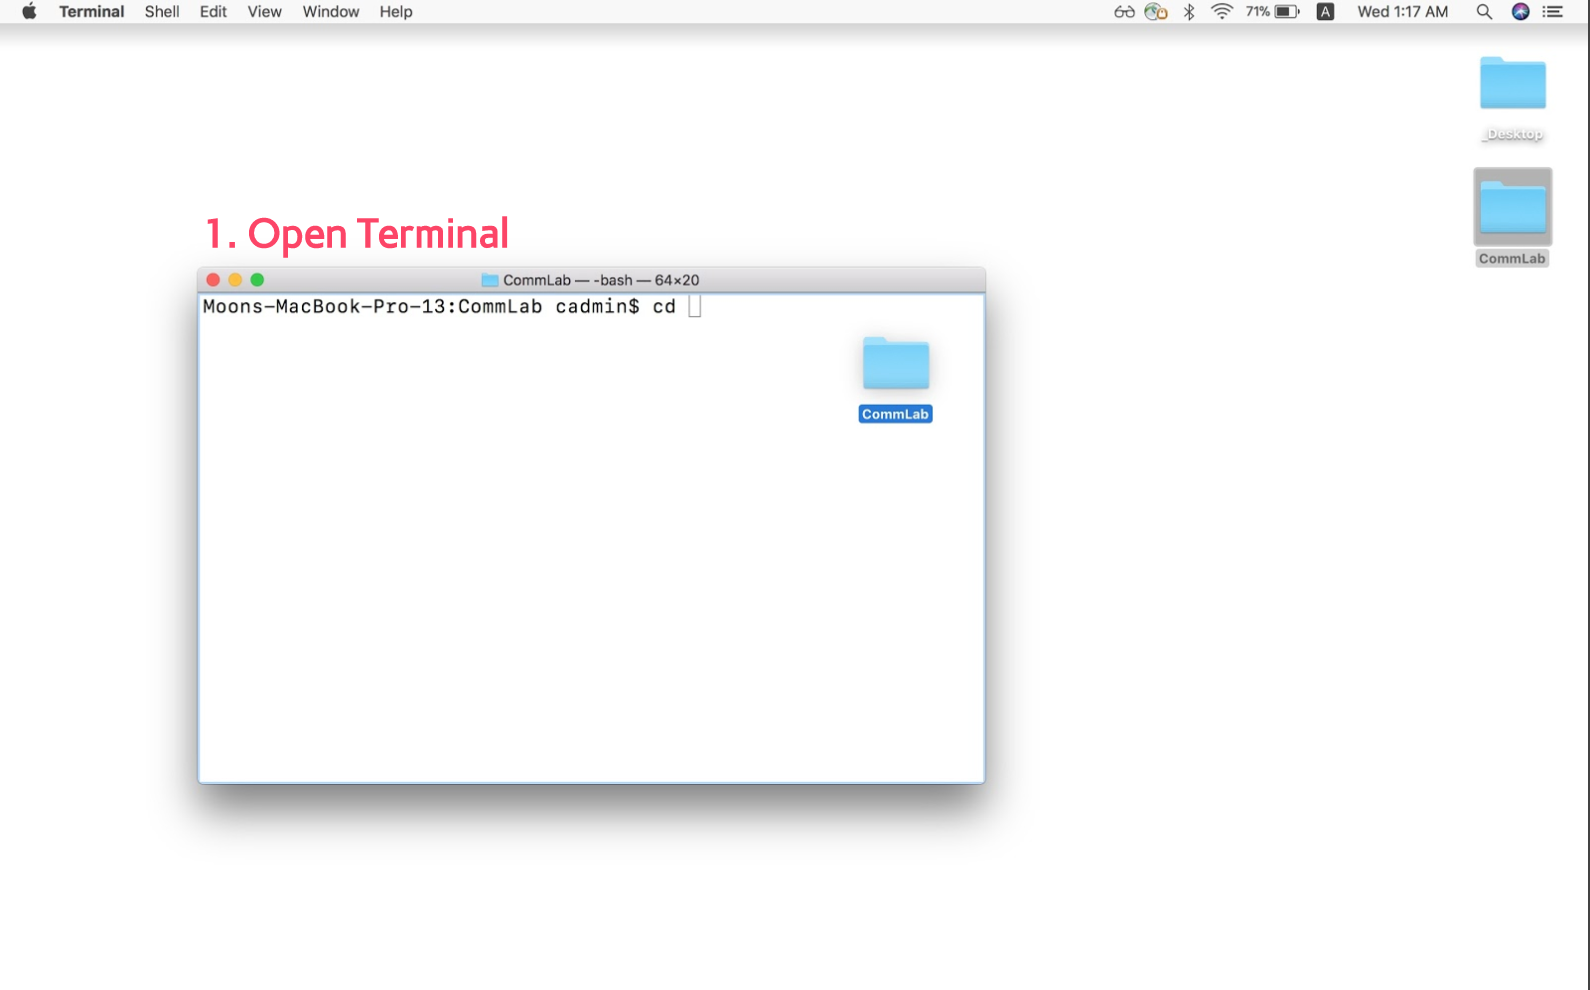 Terminal Shell Edit View Window Help 71% A Wed 1:17 AM
_Desktop
CommLab
1. Open Terminal
CommLab — -bash — 64×20
Moons-MacBook-Pro-13:CommLab cadmin$ cd
CommLab